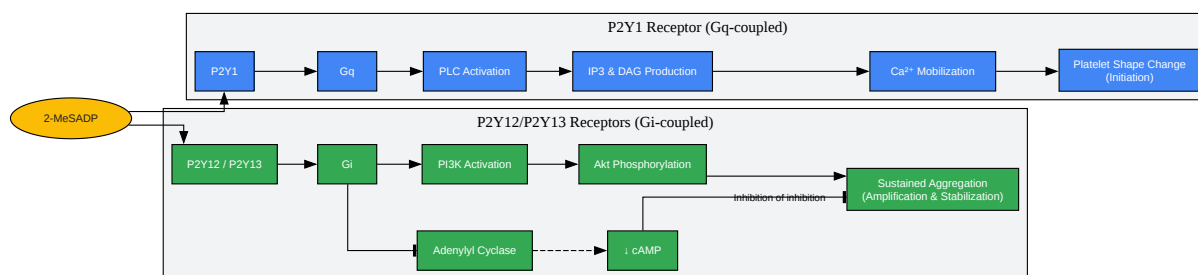 P2Y1 Receptor (Gq-coupled)
P2Y1
Gq
PLC Activation
IP3 & DAG Production
Ca²⁺ Mobilization
Platelet Shape Change
(Initiation)
2-MeSADP
P2Y12/P2Y13 Receptors (Gi-coupled)
P2Y12 / P2Y13
Gi
PI3K Activation
Akt Phosphorylation
Sustained Aggregation
(Amplification & Stabilization)
Inhibition of inhibition
Adenylyl Cyclase
↓ cAMP